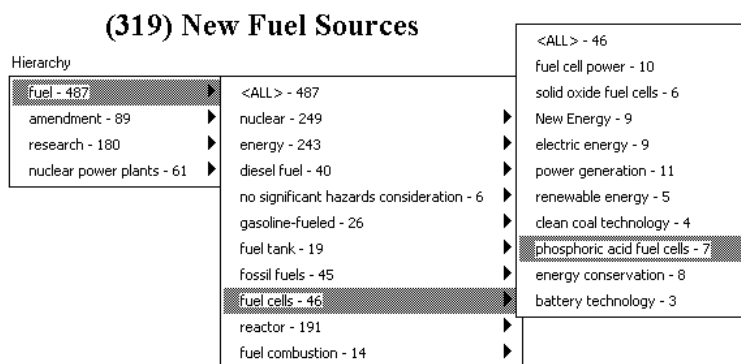 (319) New Fuel Sources
Hierarchy
fuel - 487
amendment - 89
research - 180
nuclear power plants - 61
<ALL> - 487
nuclear - 249
energy - 243
diesel fuel - 40
no significant hazards consideration - 6
gasoline-fueled - 26
fuel tank - 19
fossil fuels - 45
fuel cells - 46
reactor - 191
fuel combustion - 14
<ALL> - 46
fuel cell power - 10
solid oxide fuel cells - 6
New Energy - 9
electric energy - 9
power generation - 11
renewable energy - 5
clean coal technology - 4
phosphoric acid fuel cells - 7
energy conservation - 8
battery technology - 3